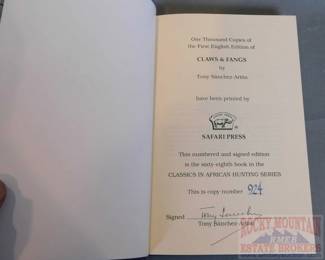 One Thousand Copies of
the First English Edition of
CLAWS & FANGS
by
Tony Sánchez-Ariño
have been printed by
SAFARI PRESS
This numbered and signed edition
is the sixty-eighth book in the
CLASSICS IN AFRICAN HUNTING SERIES
This is copy number 924
Signed
Tony Sánchez-Ariño
ROCKY MOUNTAIN
ESTATE BROKERS